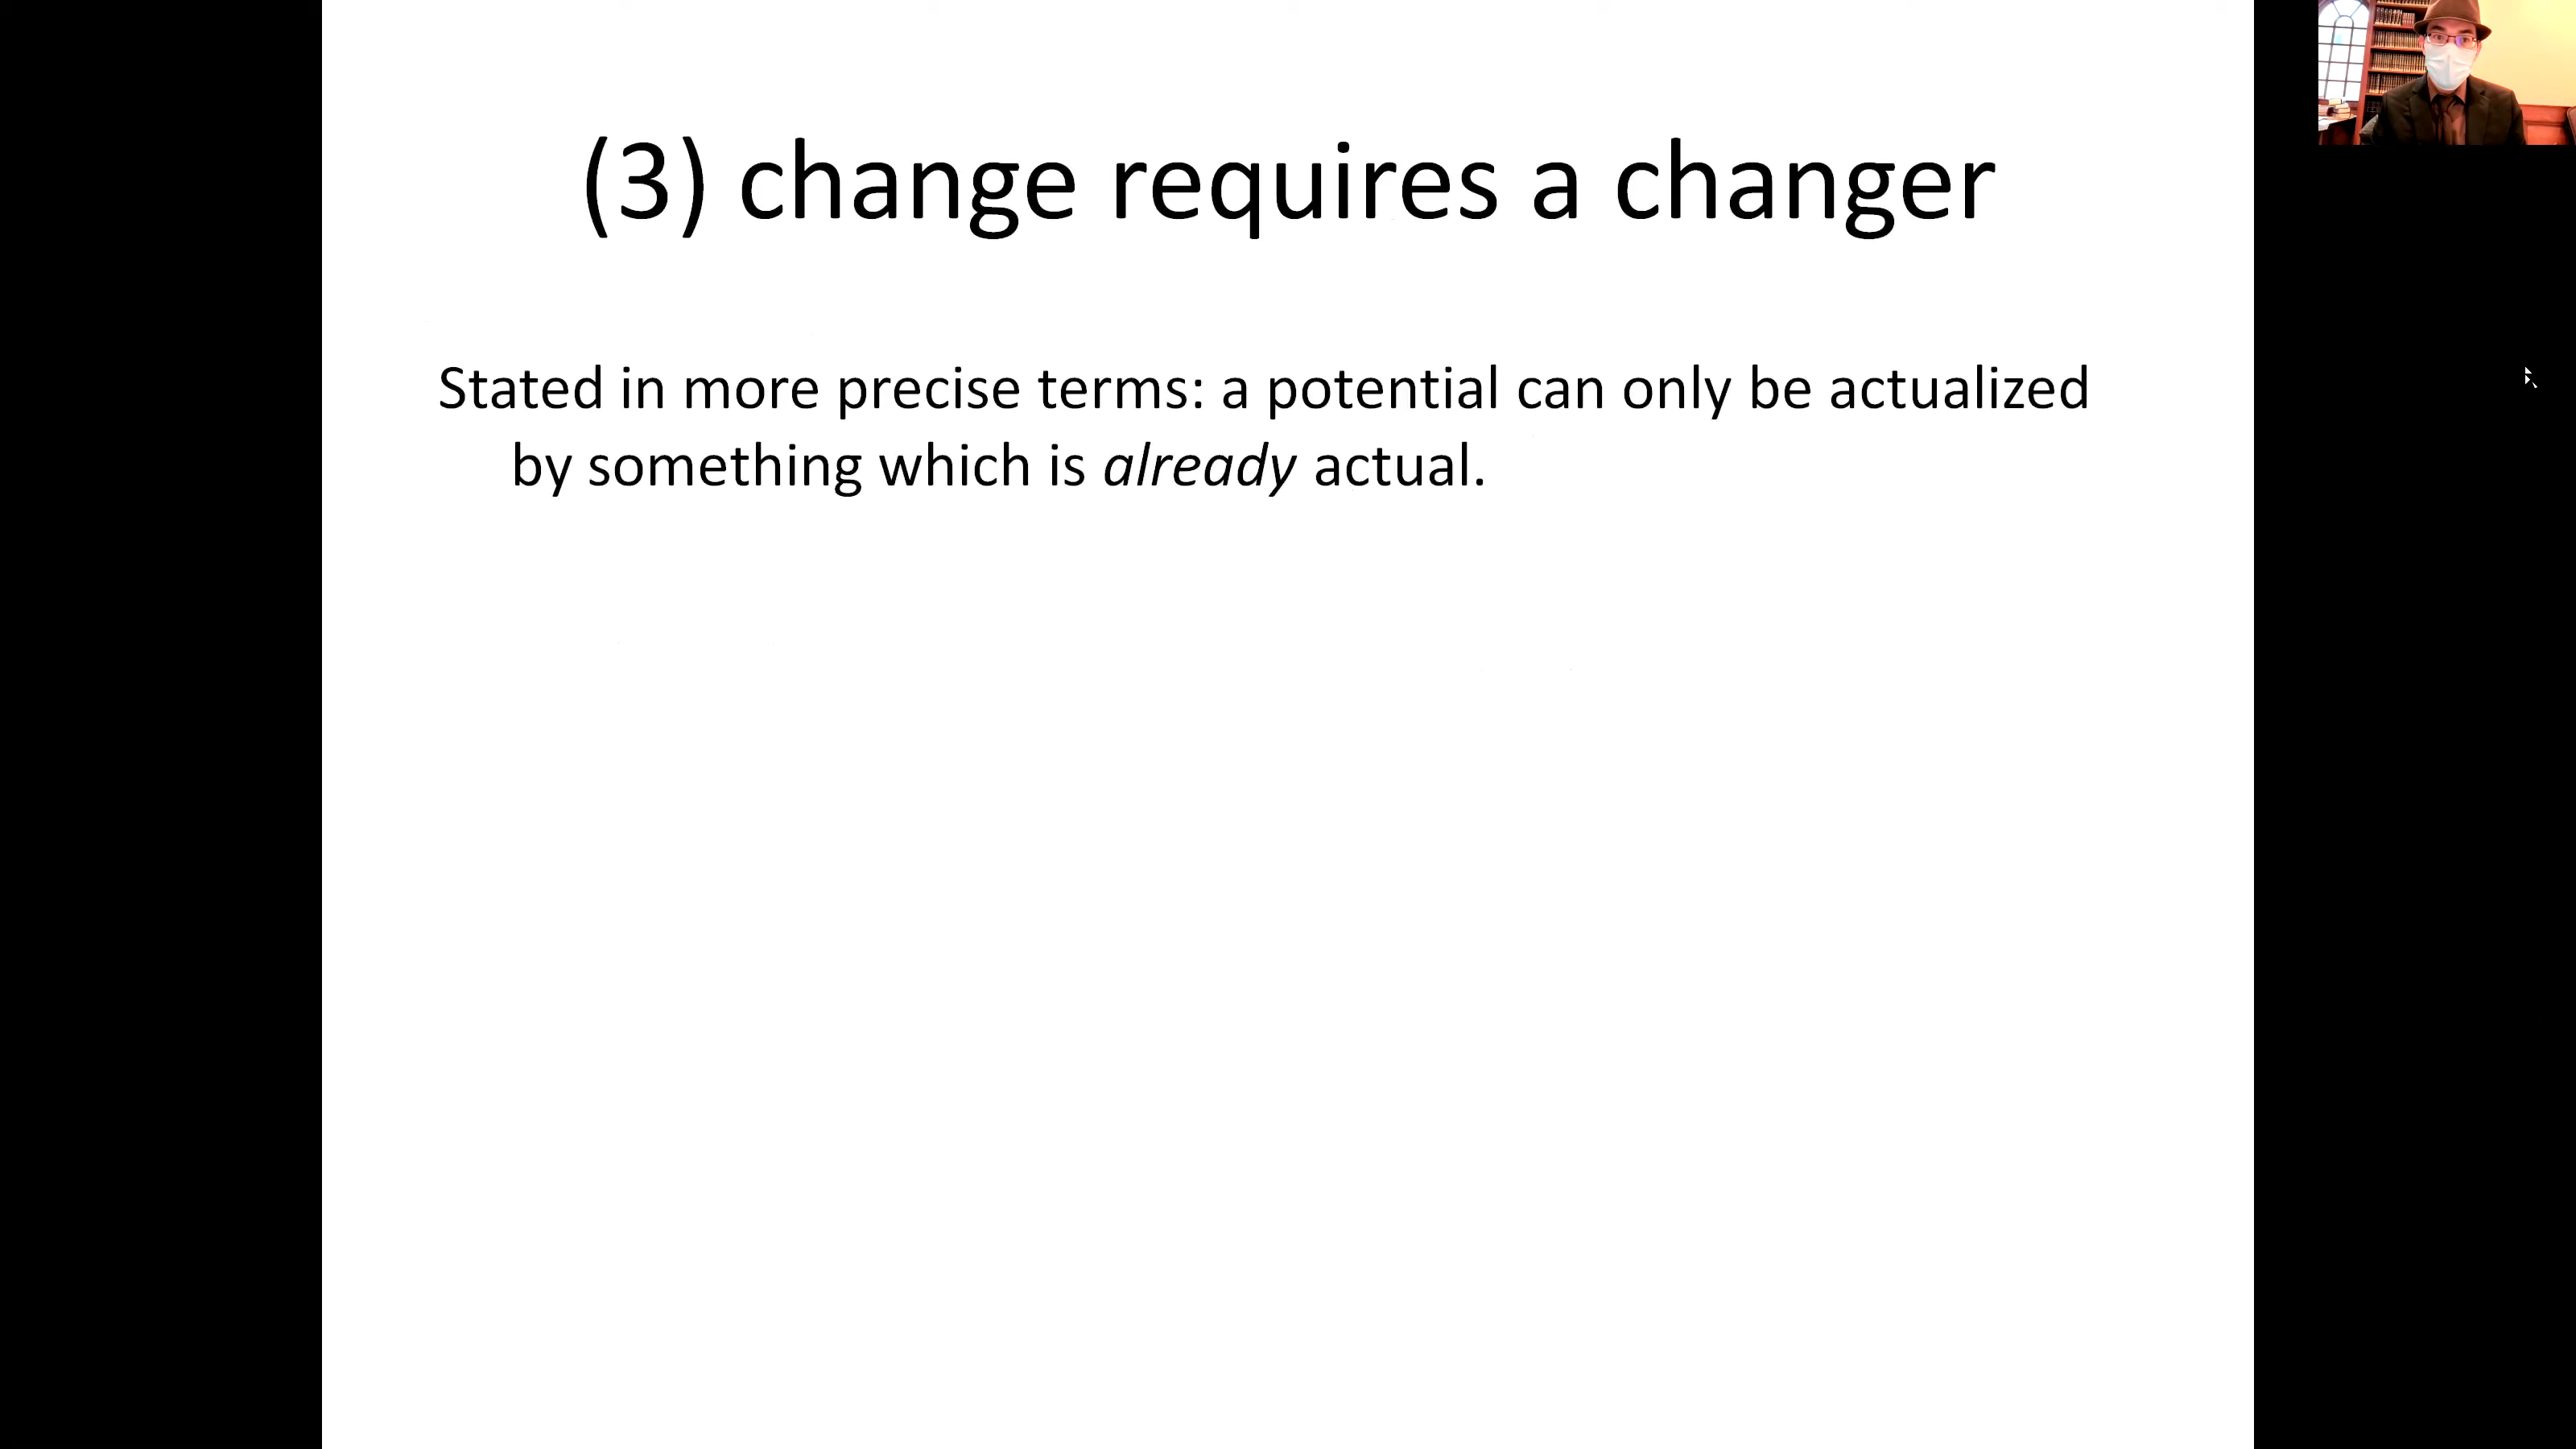 (3) change requires a changer
Stated in more precise terms: a potential can only be actualized
by something which is already actual.